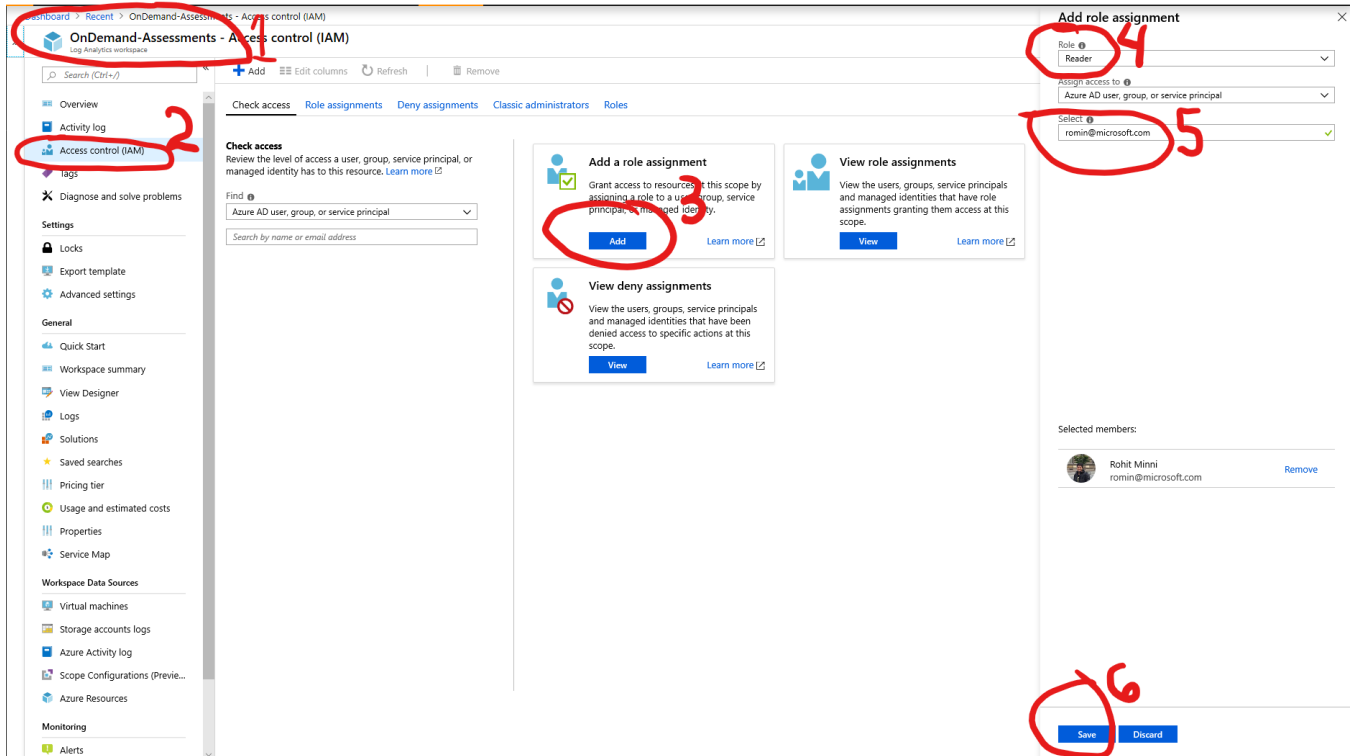 Dashboard > Recent > OnDemand-Assessments - Access control (IAM)
OnDemand-Assessments - Access control (IAM)
Log Analytics workspace
1
Search (Ctrl+/)
«
Overview
Activity log
Access control (IAM)
2
Tags
Diagnose and solve problems
Settings
Locks
Export template
Advanced settings
General
Quick Start
Workspace summary
View Designer
Logs
Solutions
Saved searches
Pricing tier
Usage and estimated costs
Properties
Service Map
Workspace Data Sources
Virtual machines
Storage accounts logs
Azure Activity log
Scope Configurations (Previe...
Azure Resources
Monitoring
Alerts
Add Edit columns Refresh Remove
Check access Role assignments Deny assignments Classic administrators Roles
Check access
Review the level of access a user, group, service principal, or
managed identity has to this resource. Learn more
Find
Azure AD user, group, or service principal
Search by name or email address
Add a role assignment
Grant access to resources at this scope by
assigning a role to a user, group, service
principal, or managed identity.
3
Add Learn more
View role assignments
View the users, groups, service principals
and managed identities that have role
assignments granting them access at this
scope.
View Learn more
View deny assignments
View the users, groups, service principals
and managed identities that have been
denied access to specific actions at this
scope.
View Learn more
Add role assignment
Role
4
Reader
Assign access to
Azure AD user, group, or service principal
Select
5
romin@microsoft.com
Selected members:
Rohit Minni
romin@microsoft.com
Remove
6
Save Discard